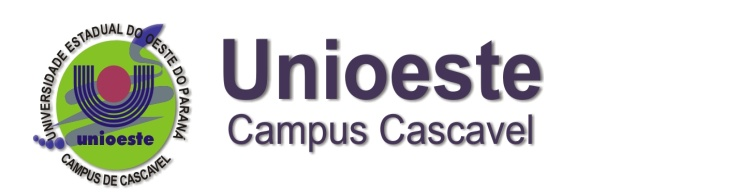 UNIVERSIDADE ESTADUAL DO OESTE DO PARANÁ
unioeste
CAMPUS DE CASCAVEL
Unioeste
Campus Cascavel